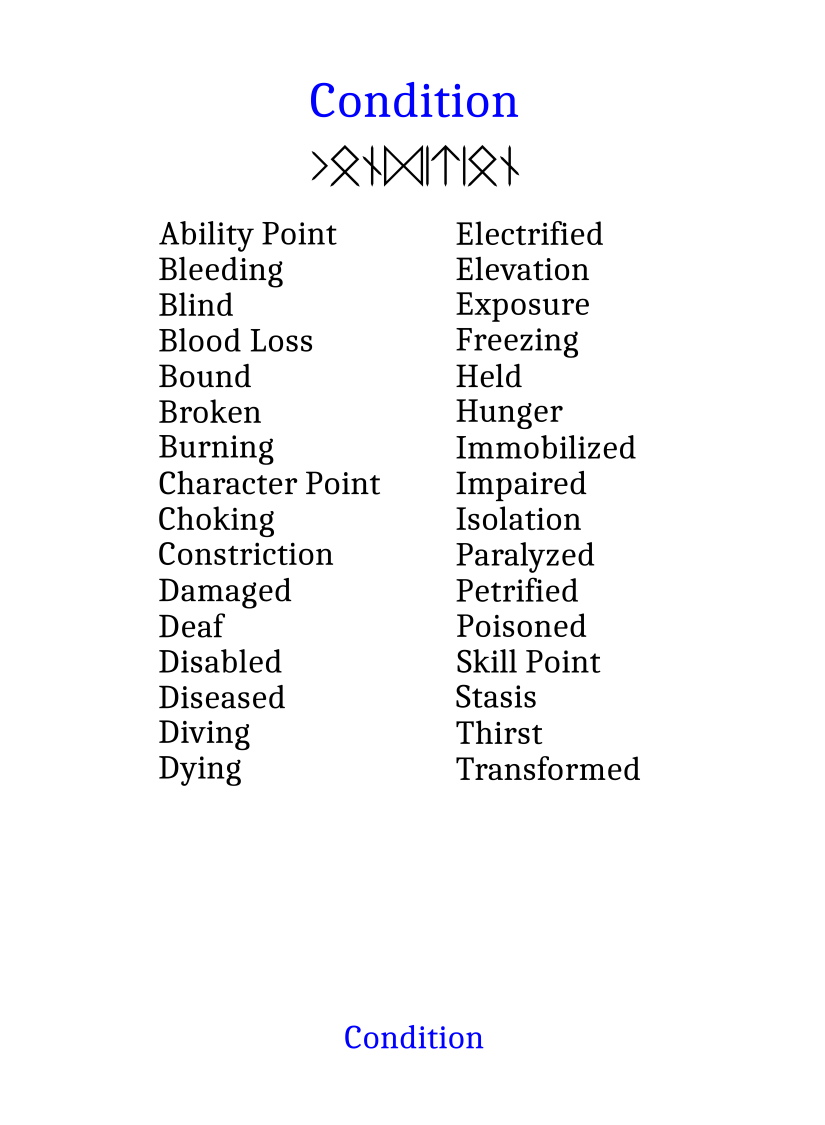 Condition
ᚲᛟᚾᛞᛁᛏᛁᛟᚾ
Ability Point
Bleeding
Blind
Blood Loss
Bound
Broken
Burning
Character Point
Choking
Constriction
Damaged
Deaf
Disabled
Diseased
Diving
Dying
Electrified
Elevation
Exposure
Freezing
Held
Hunger
Immobilized
Impaired
Isolation
Paralyzed
Petrified
Poisoned
Skill Point
Stasis
Thirst
Transformed
Condition